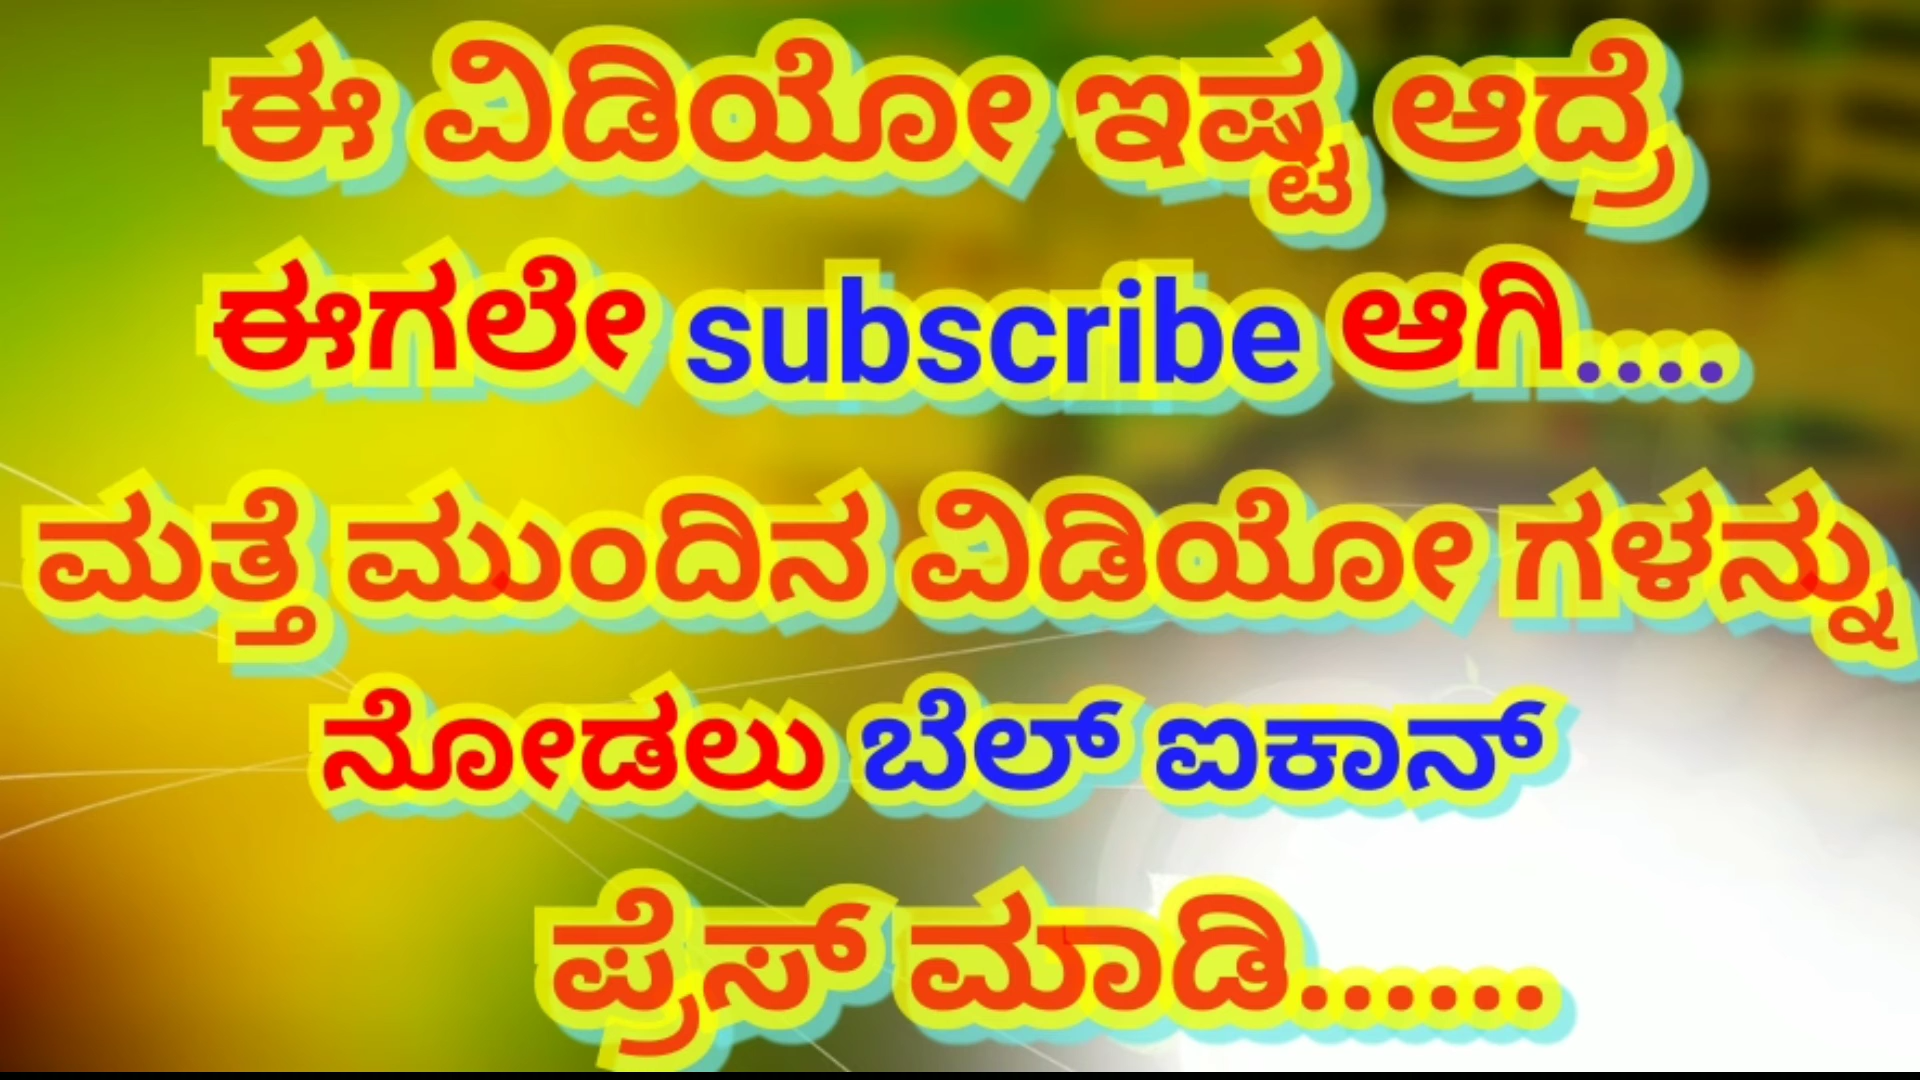 ಈ ವಿಡಿಯೋ ಇಷ್ಟ ಆದ್ರೆ
ಈಗಲೇ subscribe ಆಗಿ....
ಮತ್ತೆ ಮುಂದಿನ ವಿಡಿಯೋ ಗಳನ್ನು
ನೋಡಲು ಬೆಲ್ ಐಕಾನ್
ಪ್ರೆಸ್ ಮಾಡಿ......